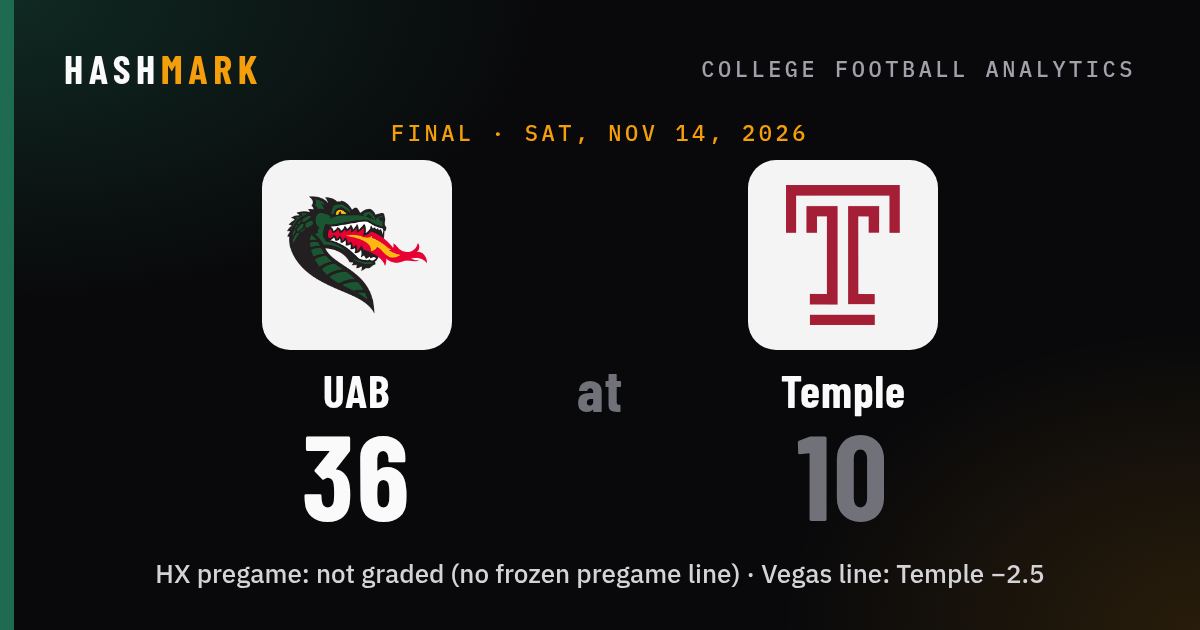 HASHMARK
COLLEGE FOOTBALL ANALYTICS
FINAL · SAT, NOV 14, 2026
T
UAB at Temple
36 10
HX pregame: not graded (no frozen pregame line) · Vegas line: Temple −2.5